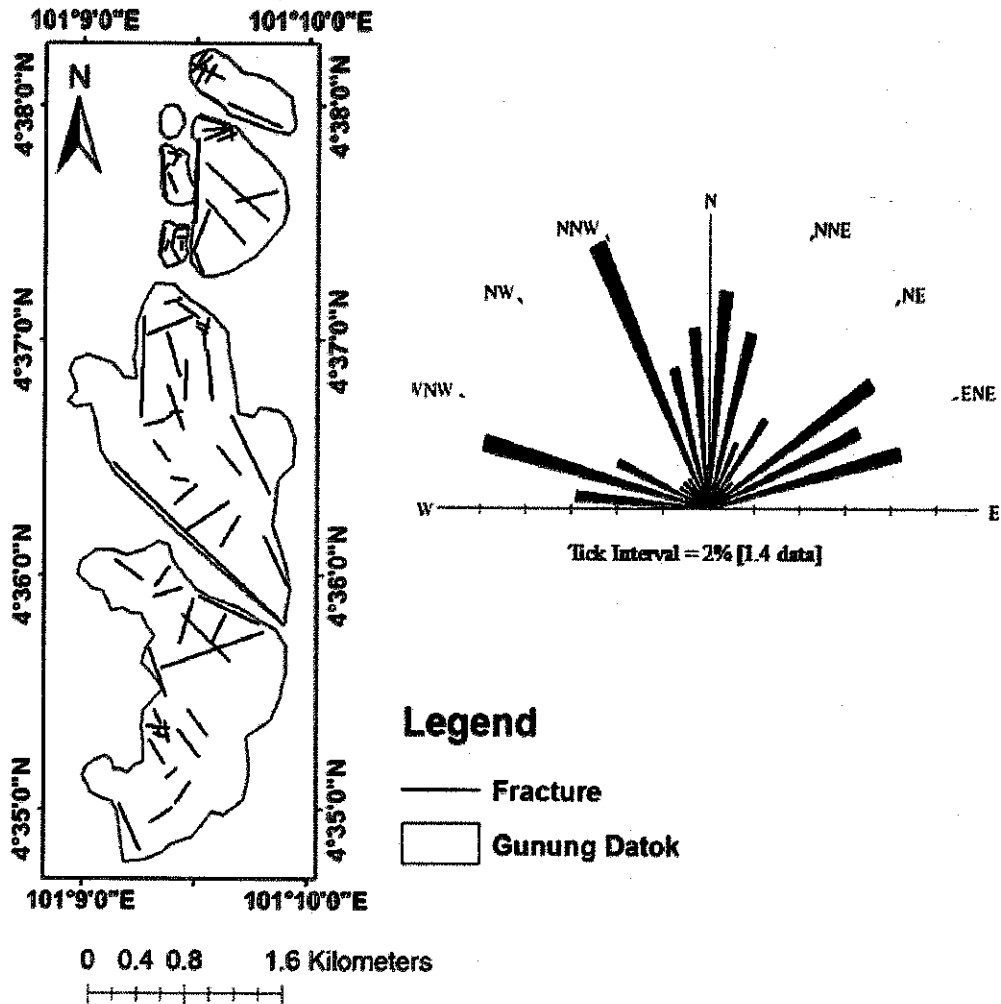 101°9'0"E 101°10'0"E
N
4°38'0"N 4°38'0"N
4°37'0"N 4°37'0"N
4°36'0"N 4°36'0"N
4°35'0"N 4°35'0"N
101°9'0"E 101°10'0"E
0 0.4 0.8 1.6 Kilometers
N
NNW NNE
NW NE
WNW ENE
W E
Tick Interval = 2% [1.4 data]
Legend
Fracture
Gunung Datok